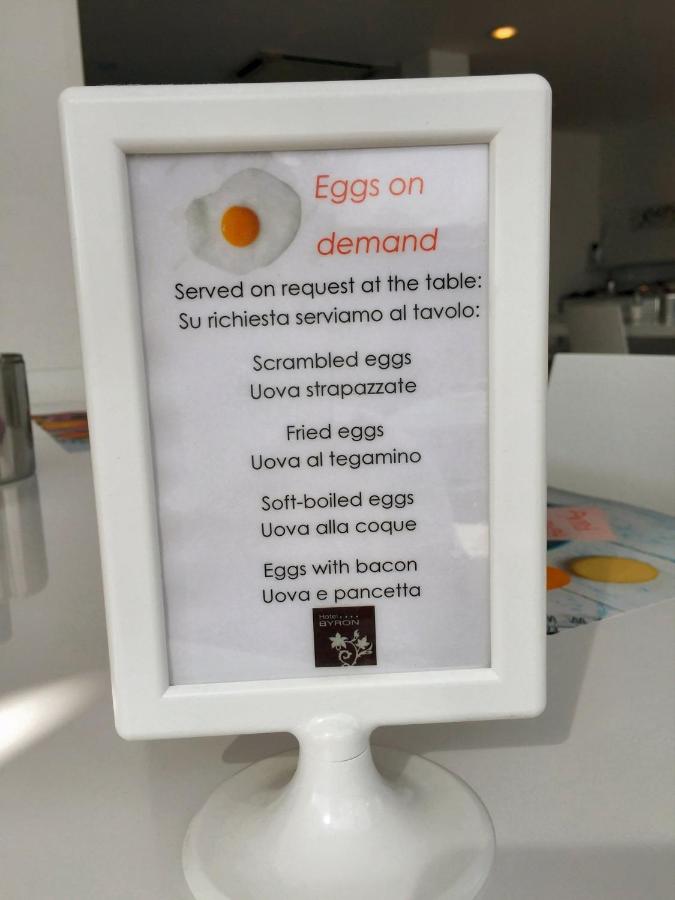 Eggs on
demand
Served on request at the table:
Su richiesta serviamo al tavolo:
Scrambled eggs
Uova strapazzate
Fried eggs
Uova al tegamino
Soft-boiled eggs
Uova alla coque
Eggs with bacon
Uova e pancetta
Hotel ****
BYRON